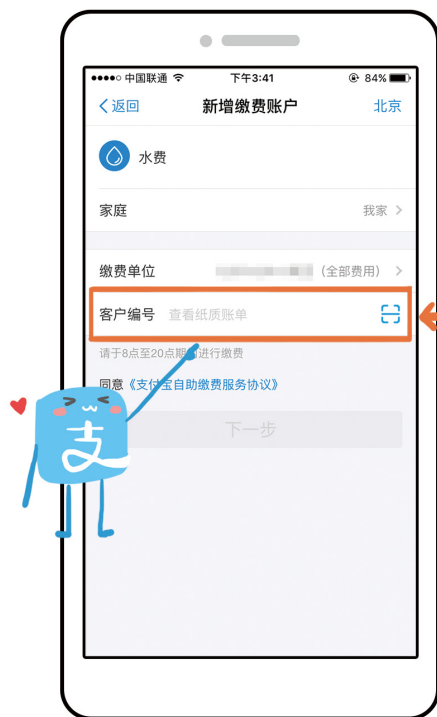 中国联通 下午3:41 84%
返回 新增缴费账户 北京
水费
家庭 我家
缴费单位 (全部费用)
客户编号 查看纸质账单
请于8点至20点期间进行缴费
同意《支付宝自助缴费服务协议》
下一步
支